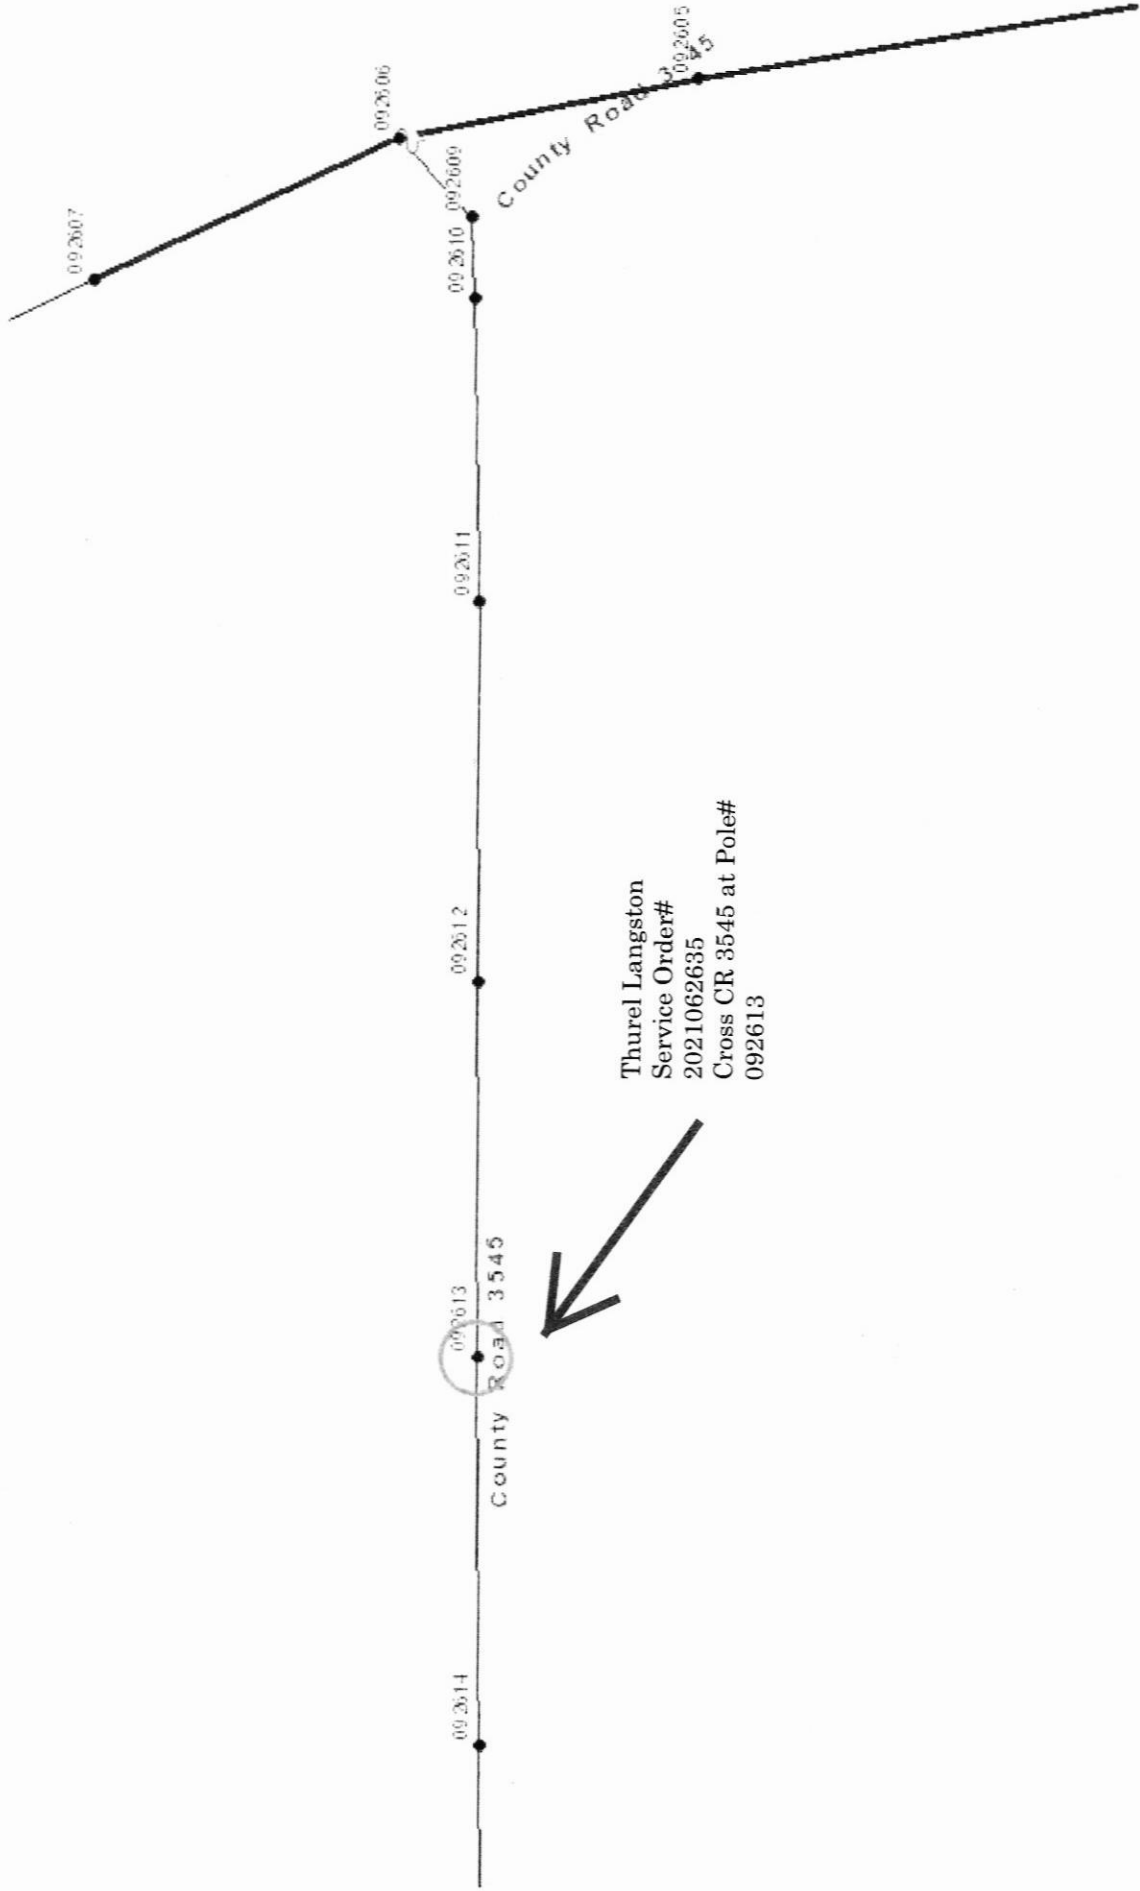 092607
092606
092605
092609
County Road 3545
092610
092611
092612
Thurel Langston
Service Order#
2021062635
Cross CR 3545 at Pole#
092613
092613
County Road 3545
092614